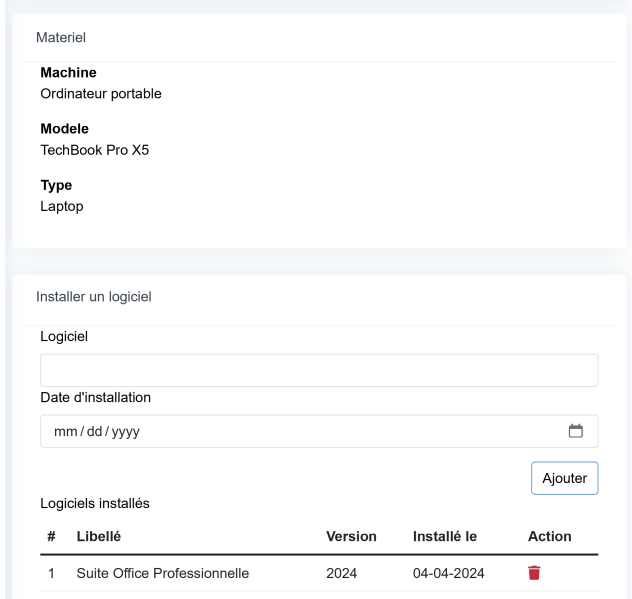 Materiel
Machine
Ordinateur portable
Modele
TechBook Pro X5
Type
Laptop
Installer un logiciel
Logiciel
Date d'installation
mm/dd/yyyy
Ajouter
Logiciels installés
# Libellé Version Installé le Action
1 Suite Office Professionnelle 2024 04-04-2024